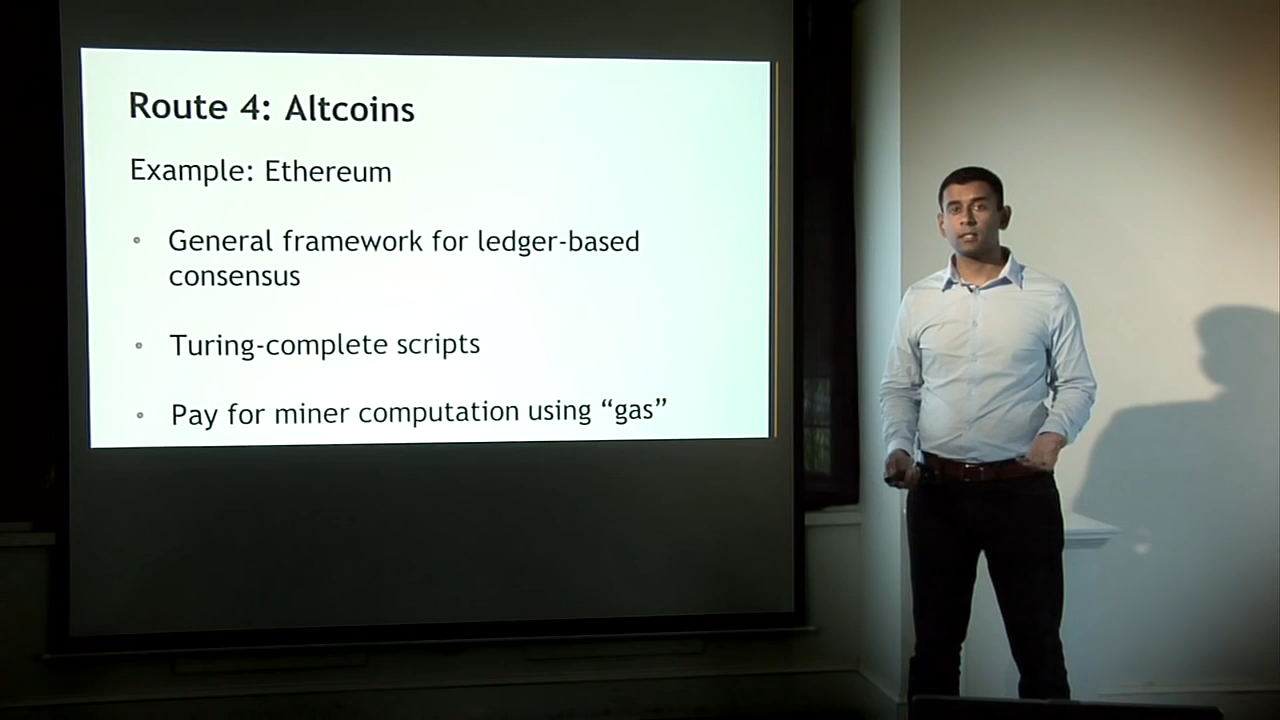 Route 4: Altcoins
Example: Ethereum
General framework for ledger-based
consensus
Turing-complete scripts
Pay for miner computation using “gas”